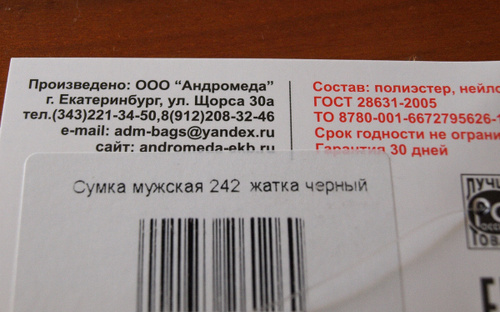 Произведено: ООО "Андромеда"
г. Екатеринбург, ул. Щорса 30а
тел.(343)221-34-50,8(912)208-32-46
e-mail: adm-bags@yandex.ru
сайт: andromeda-ekb.ru
Состав: полиэстер, нейло
ГОСТ 28631-2005
ТО 8780-001-6672795626-1
Срок годности не ограни
Гарантия 30 дней
Сумка мужская 242 жатка черный